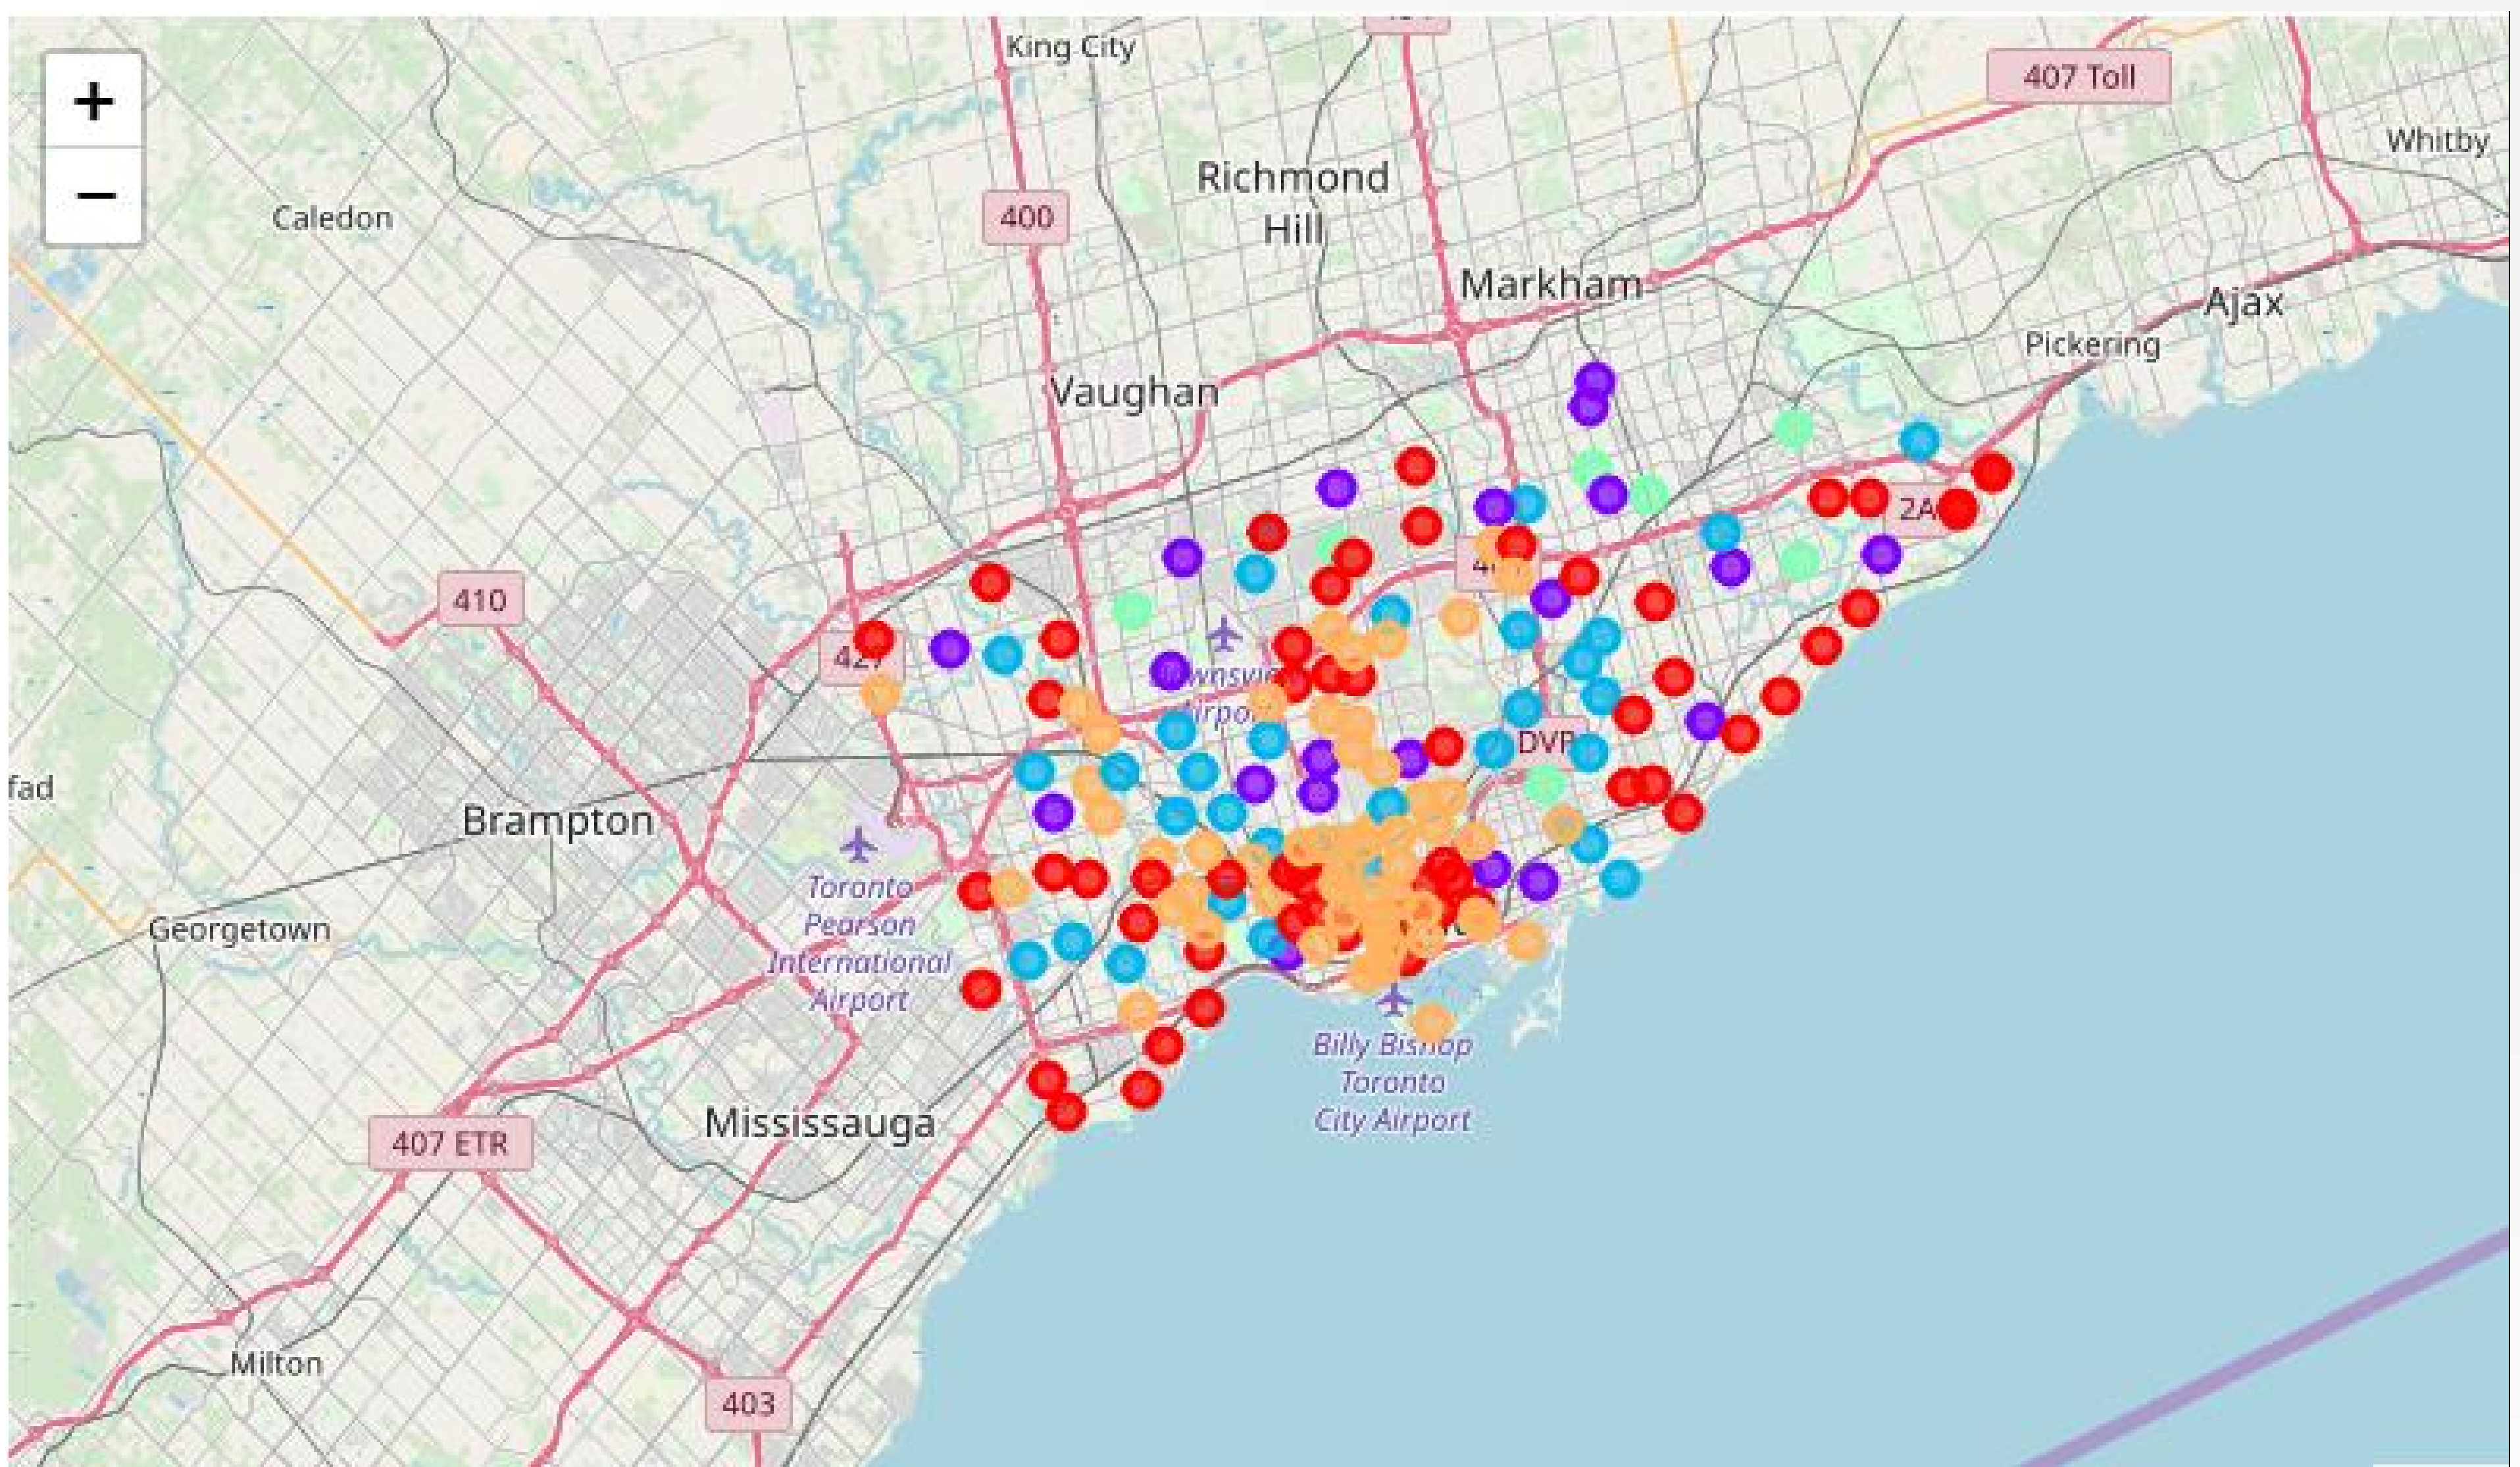 +
−
King City
407 Toll
Whitby
Caledon
Richmond
Hill
400
Markham
Ajax
Pickering
Vaughan
2A
410
427
DVP
fad
Brampton
Toronto
Pearson
International
Airport
Georgetown
Billy Bishop
Toronto
City Airport
Mississauga
407 ETR
Milton
403